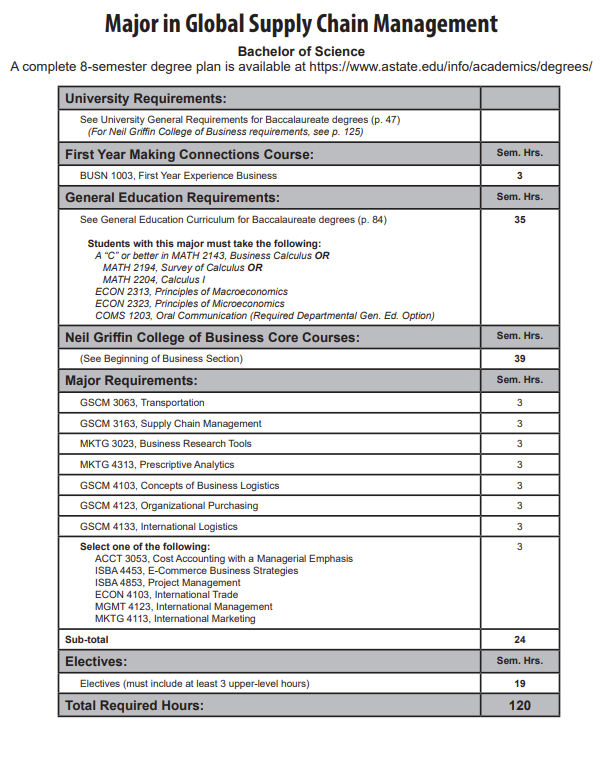 Major in Global Supply Chain Management
Bachelor of Science
A complete 8-semester degree plan is available at https://www.astate.edu/info/academics/degrees/
University Requirements:
See University General Requirements for Baccalaureate degrees (p. 47)
(For Neil Griffin College of Business requirements, see p. 125)
First Year Making Connections Course: Sem. Hrs.
BUSN 1003, First Year Experience Business 3
General Education Requirements: Sem. Hrs.
See General Education Curriculum for Baccalaureate degrees (p. 84) 35
Students with this major must take the following:
A “C” or better in MATH 2143, Business Calculus OR
MATH 2194, Survey of Calculus OR
MATH 2204, Calculus I
ECON 2313, Principles of Macroeconomics
ECON 2323, Principles of Microeconomics
COMS 1203, Oral Communication (Required Departmental Gen. Ed. Option)
Neil Griffin College of Business Core Courses: Sem. Hrs.
(See Beginning of Business Section) 39
Major Requirements: Sem. Hrs.
GSCM 3063, Transportation 3
GSCM 3163, Supply Chain Management 3
MKTG 3023, Business Research Tools 3
MKTG 4313, Prescriptive Analytics 3
GSCM 4103, Concepts of Business Logistics 3
GSCM 4123, Organizational Purchasing 3
GSCM 4133, International Logistics 3
Select one of the following: 3
ACCT 3053, Cost Accounting with a Managerial Emphasis
ISBA 4453, E-Commerce Business Strategies
ISBA 4853, Project Management
ECON 4103, International Trade
MGMT 4123, International Management
MKTG 4113, International Marketing
Sub-total 24
Electives: Sem. Hrs.
Electives (must include at least 3 upper-level hours) 19
Total Required Hours: 120